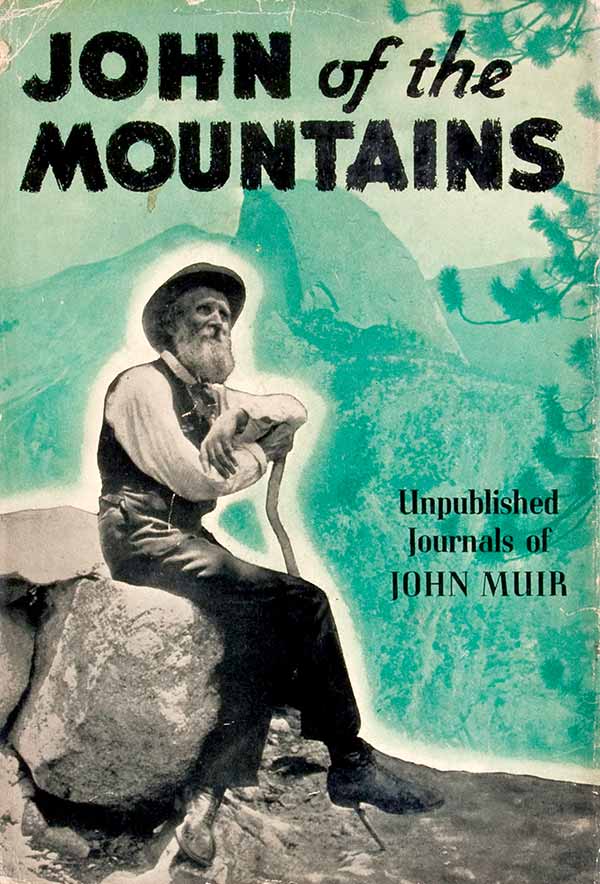 JOHN of the
MOUNTAINS
Unpublished
Journals of
JOHN MUIR